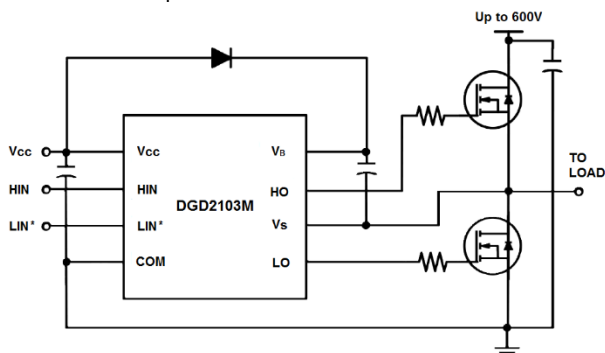 Up to 600V
Vcc
HIN
LIN*
Vcc
HIN
LIN*
COM
DGD2103M
VB
HO
Vs
LO
TO
LOAD